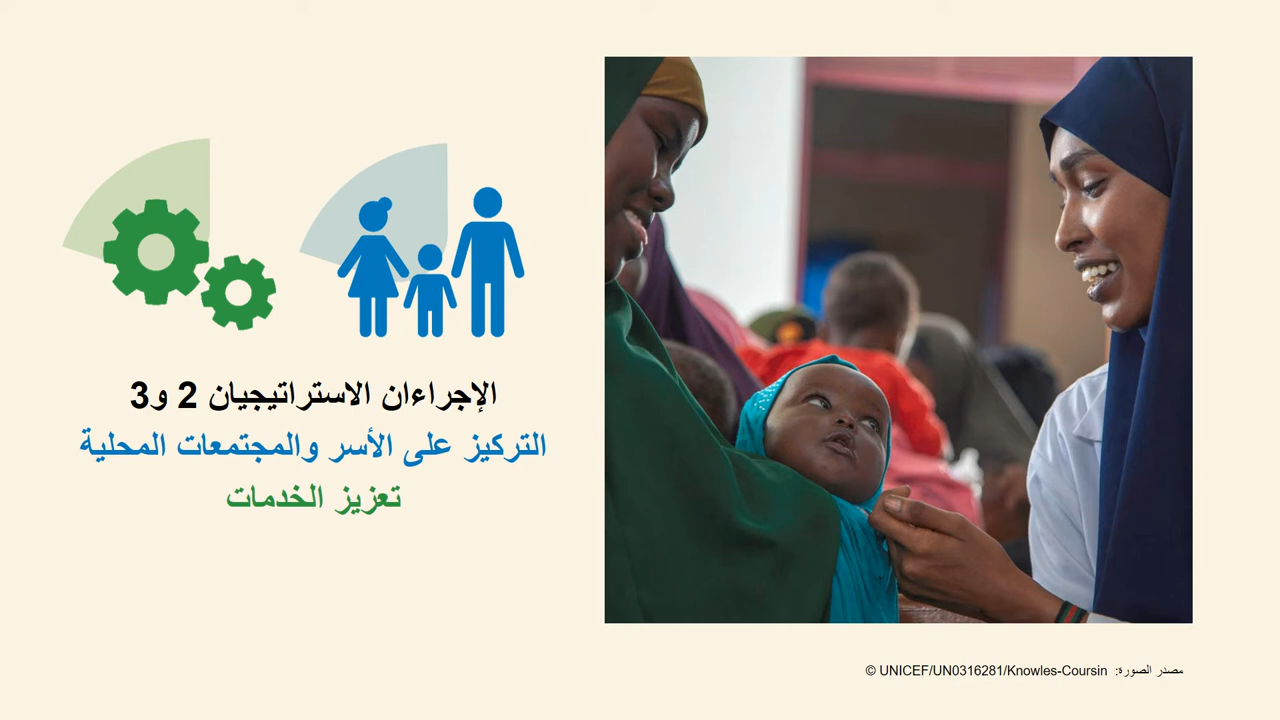 الإجراءان الاستراتيجيان 2 و3
التركيز على الأسر والمجتمعات المحلية
تعزيز الخدمات
مصدر الصورة: © UNICEF/UN0316281/Knowles-Coursin